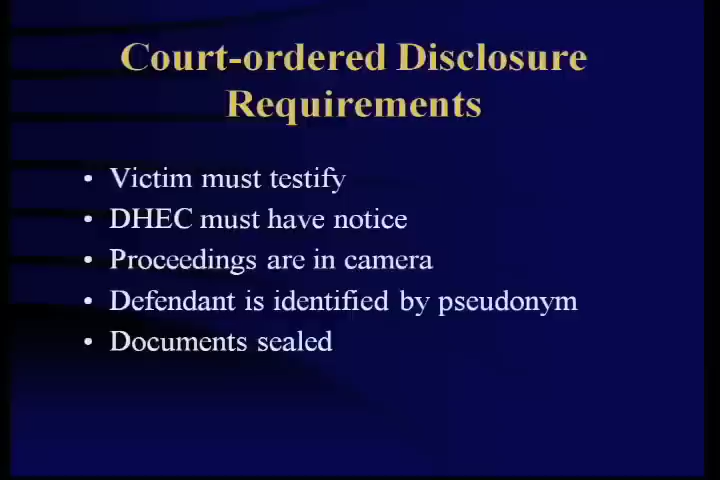 Court-ordered Disclosure
Requirements
• Victim must testify
• DHEC must have notice
• Proceedings are in camera
• Defendant is identified by pseudonym
• Documents sealed